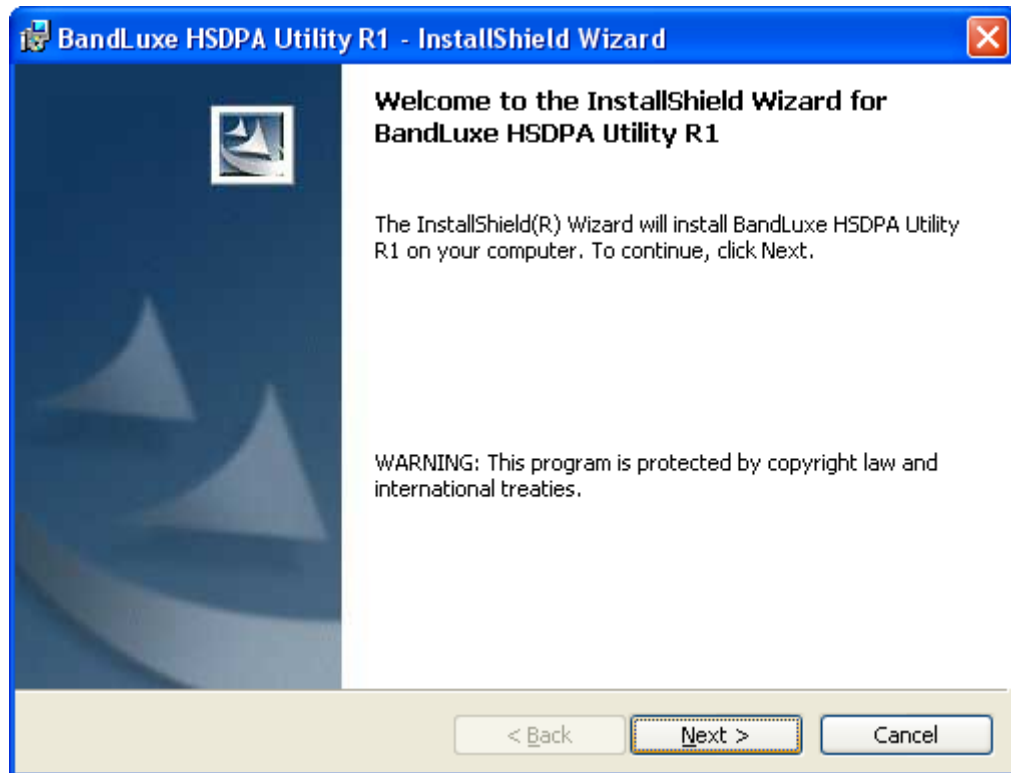 BandLuxe HSDPA Utility R1 - InstallShield Wizard
Welcome to the InstallShield Wizard for
BandLuxe HSDPA Utility R1
The InstallShield(R) Wizard will install BandLuxe HSDPA Utility
R1 on your computer. To continue, click Next.
WARNING: This program is protected by copyright law and
international treaties.
< Back
Next >
Cancel